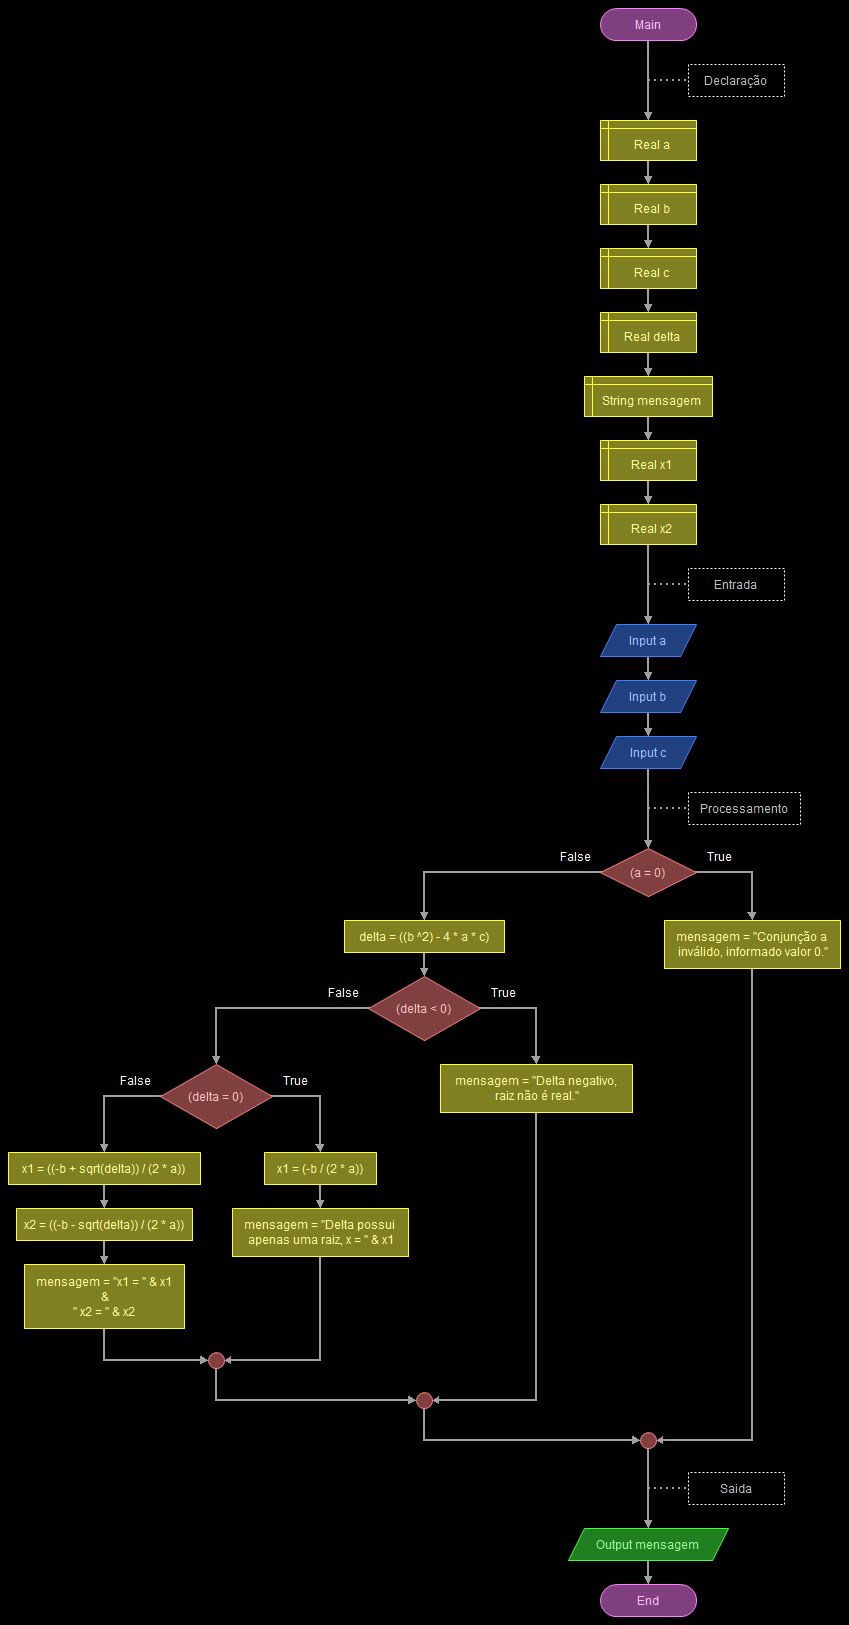 Main
Declaração
Real a
Real b
Real c
Real delta
String mensagem
Real x1
Real x2
Entrada
Input a
Input b
Input c
Processamento
False
True
(a = 0)
delta = ((b ^2) - 4 * a * c)
mensagem = "Conjunção a
inválido, informado valor 0."
False
True
(delta < 0)
False
True
(delta = 0)
mensagem = "Delta negativo,
raiz não é real."
x1 = ((-b + sqrt(delta)) / (2 * a))
x1 = (-b / (2 * a))
x2 = ((-b - sqrt(delta)) / (2 * a))
mensagem = "Delta possui
apenas uma raiz, x = " & x1
mensagem = "x1 = " & x1
&
" x2 = " & x2
Saida
Output mensagem
End